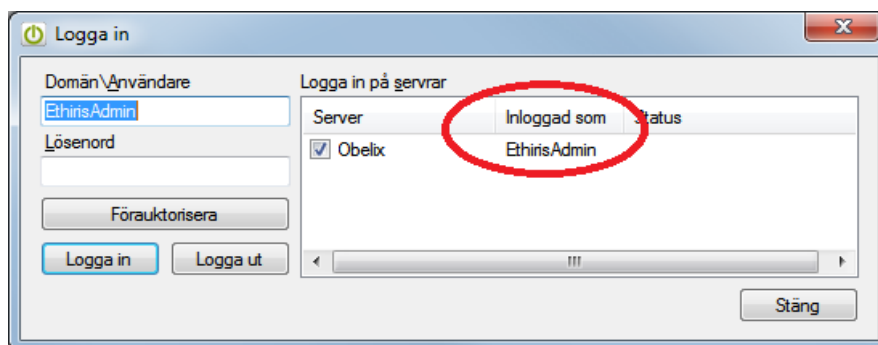 Logga in
Domän\Användare
EthirisAdmin
Lösenord
Förauktorisera
Logga in
Logga ut
Logga in på servrar
Server
Inloggad som
Status
Obelix
EthirisAdmin
Stäng